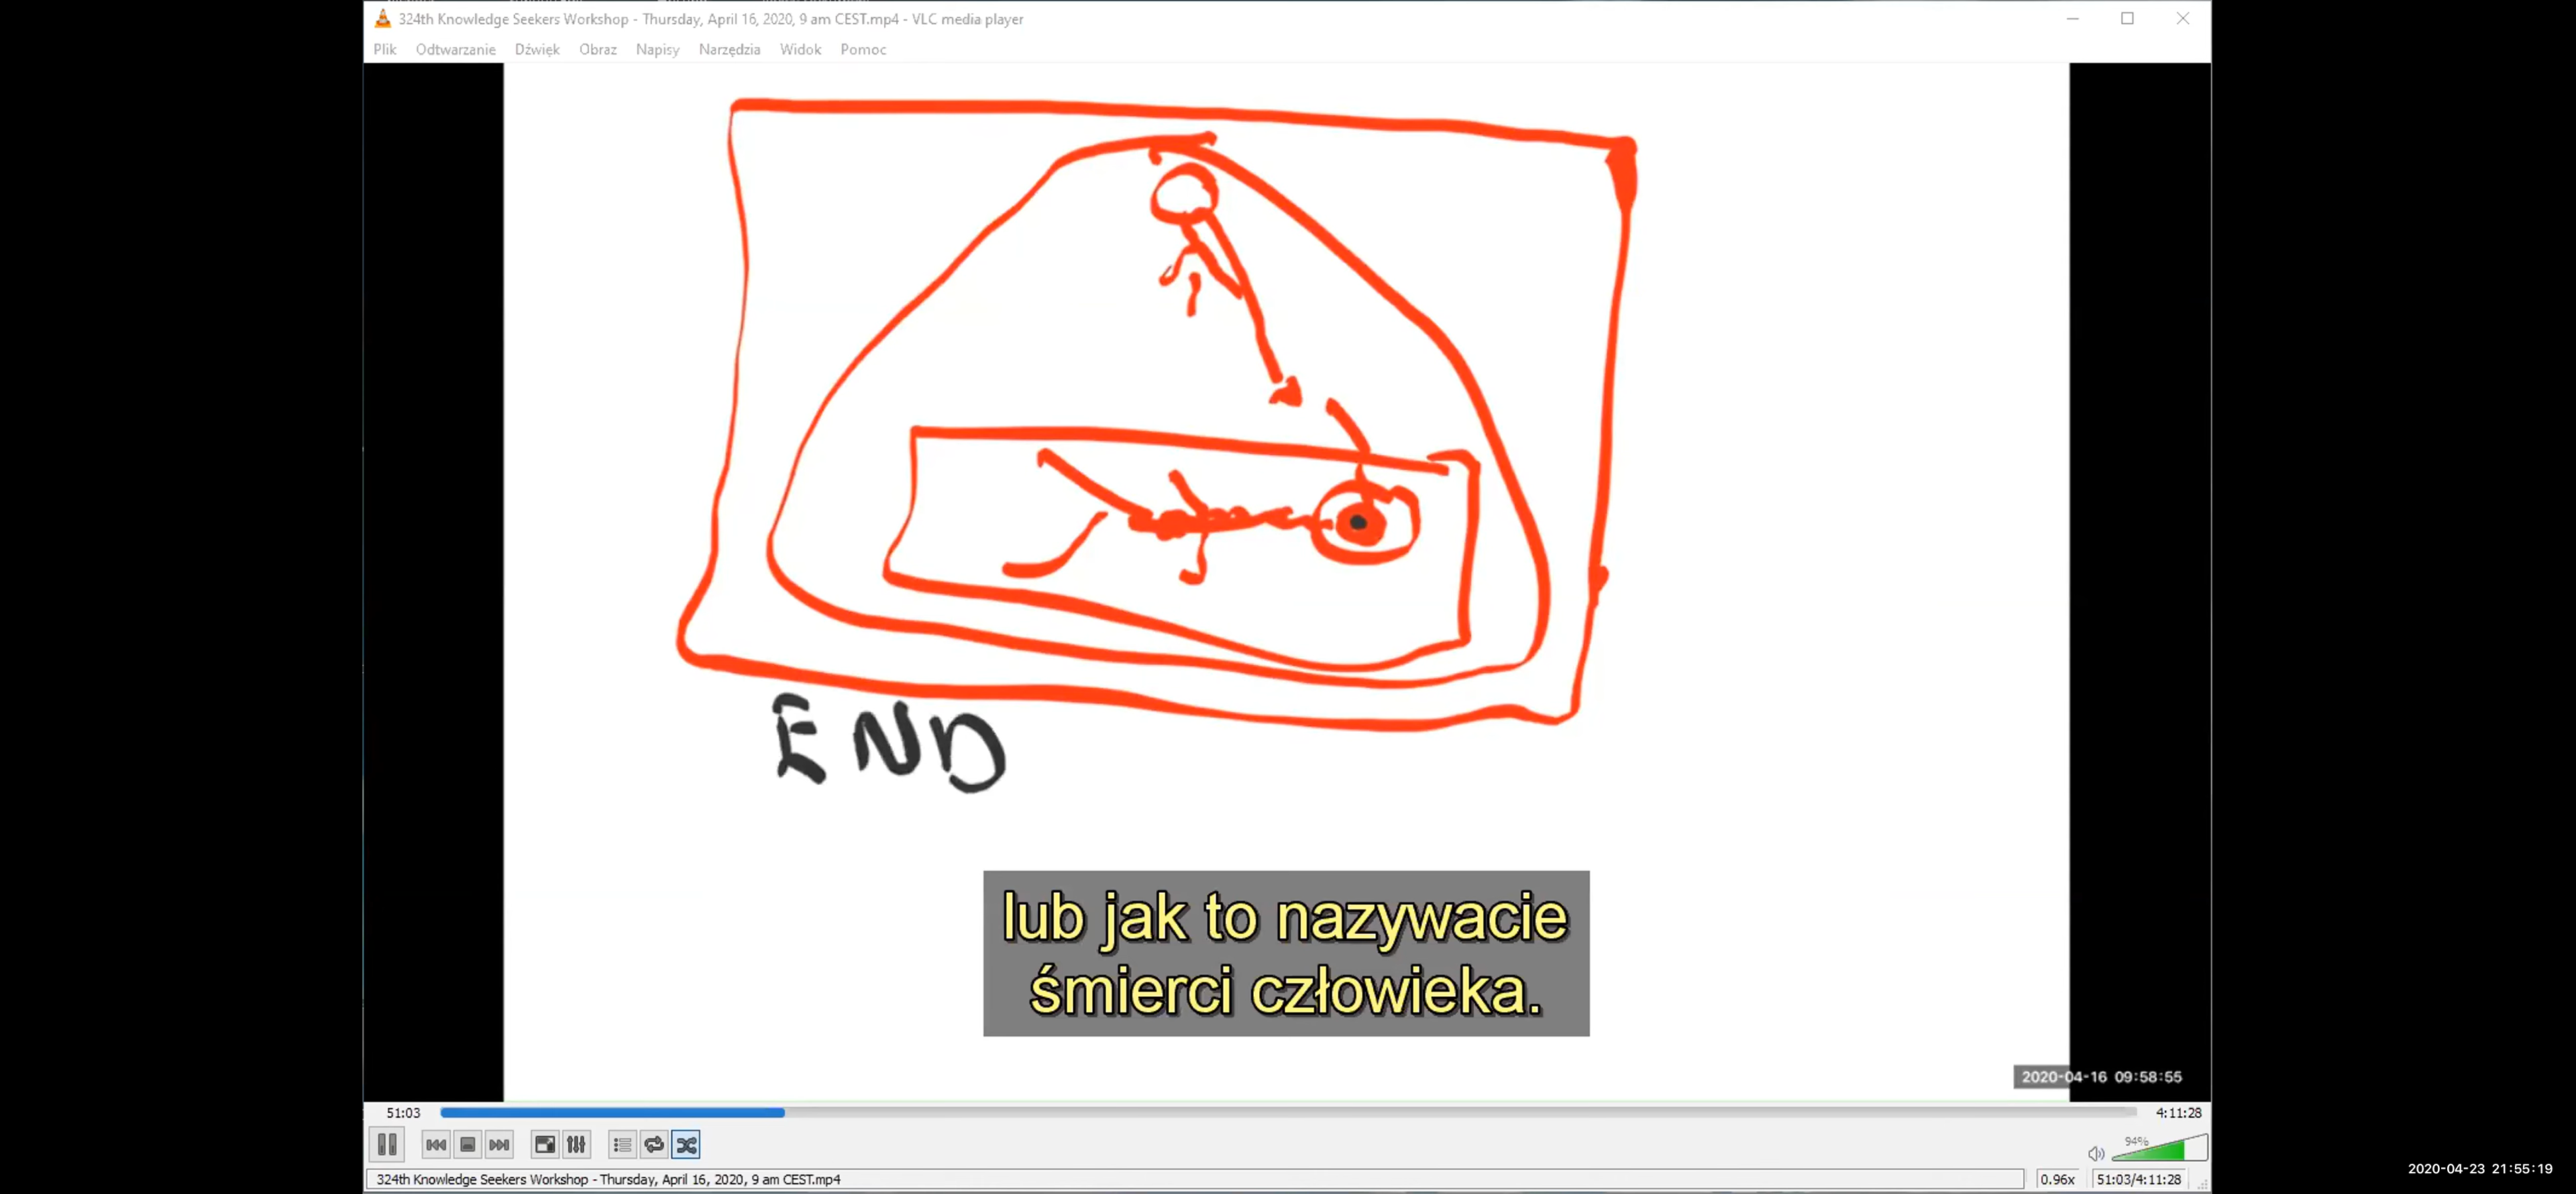 324th Knowledge Seekers Workshop - Thursday, April 16, 2020, 9 am CEST.mp4 - VLC media player
Plik Odtwarzanie Dźwięk Obraz Napisy Narzędzia Widok Pomoc
END
lub jak to nazywacie
śmierci człowieka.
2020-04-16 09:58:55
51:03 4:11:28
94%
324th Knowledge Seekers Workshop - Thursday, April 16, 2020, 9 am CEST.mp4 0.96x 51:03/4:11:28
2020-04-23 21:55:19